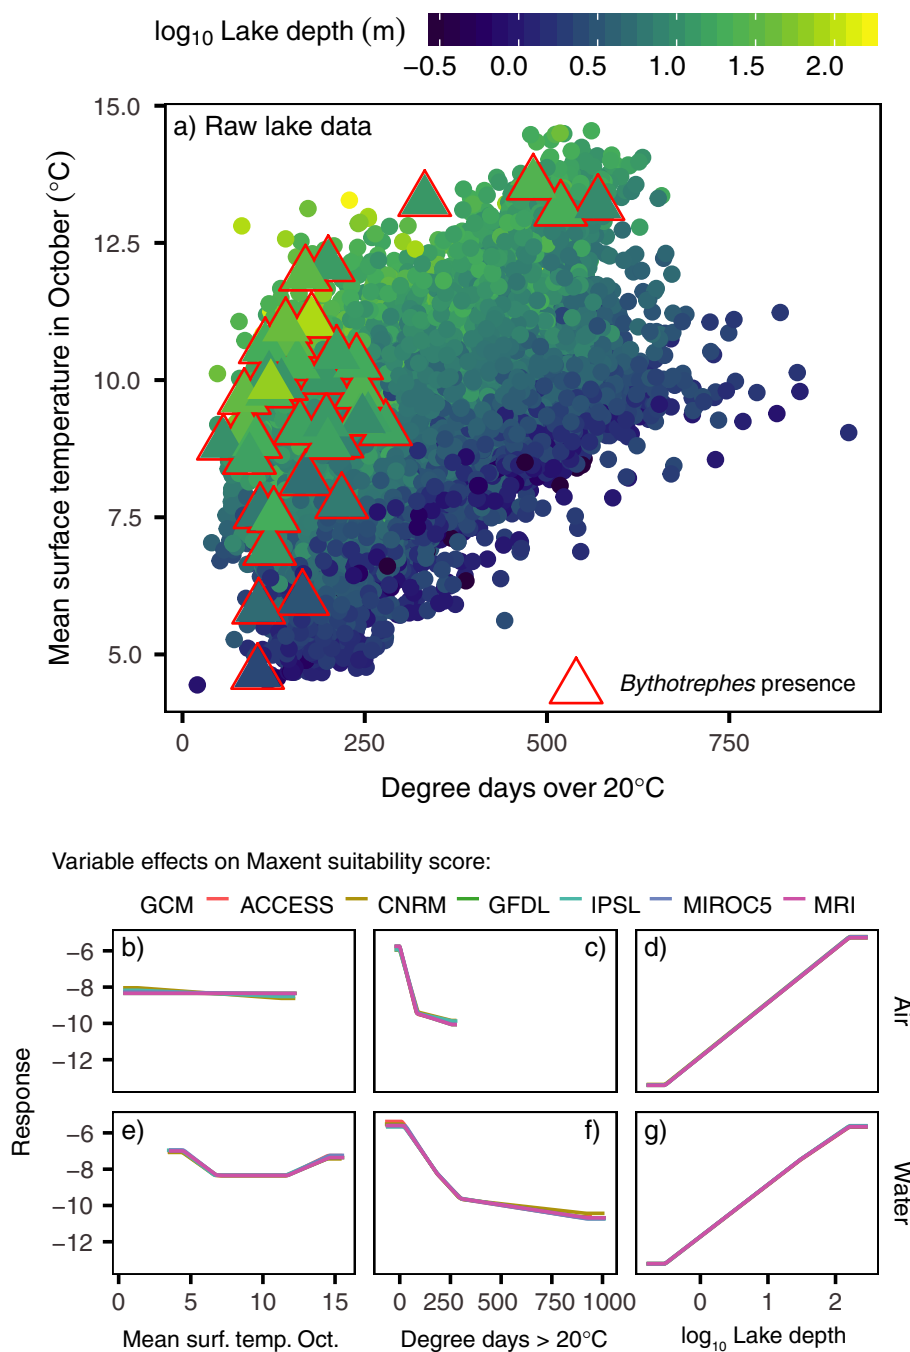 log₁₀ Lake depth (m)
−0.5 0.0 0.5 1.0 1.5 2.0
a) Raw lake data
Mean surface temperature in October (°C)
15.0
12.5
10.0
7.5
5.0
Bythotrephes presence
0 250 500 750
Degree days over 20°C
Variable effects on Maxent suitability score:
GCM ACCESS CNRM GFDL IPSL MIROC5 MRI
Response
b) c) d)
−6
−8
−10
−12
Air
e) f) g)
−6
−8
−10
−12
Water
0 5 10 15 0 250 500 750 1000 0 1 2
Mean surf. temp. Oct. Degree days > 20°C log₁₀ Lake depth